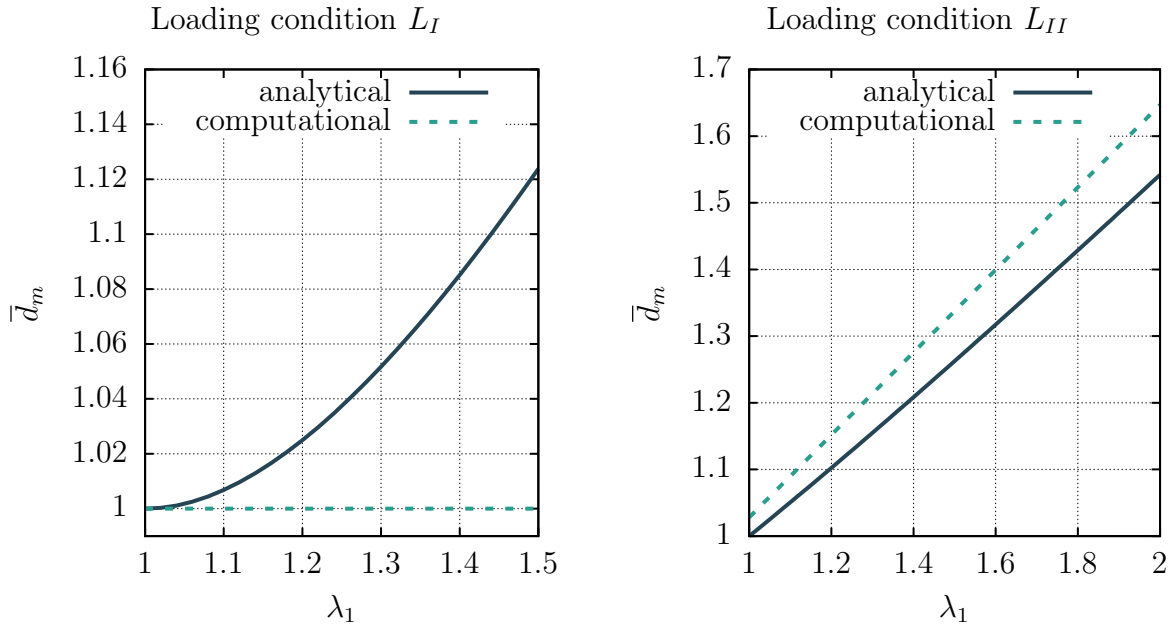 Loading condition L_I
1.16
1.14
1.12
1.1
1.08
1.06
1.04
1.02
1
d̅_m
analytical
computational
1 1.1 1.2 1.3 1.4 1.5
λ_1
Loading condition L_{II}
1.7
1.6
1.5
1.4
1.3
1.2
1.1
1
d̅_m
analytical
computational
1 1.2 1.4 1.6 1.8 2
λ_1